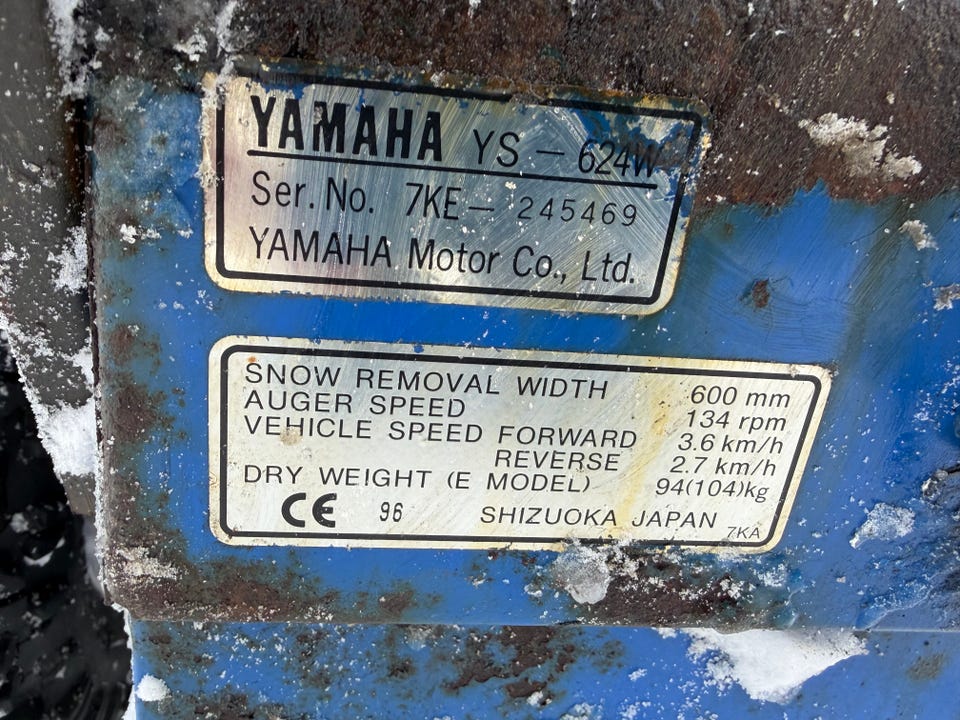 YAMAHA YS-624W
Ser. No. 7KE-245469
YAMAHA Motor Co., Ltd.
SNOW REMOVAL WIDTH 600 mm
AUGER SPEED 134 rpm
VEHICLE SPEED FORWARD 3.6 km/h
REVERSE 2.7 km/h
DRY WEIGHT (E MODEL) 94(104)kg
CE 96 SHIZUOKA JAPAN 7KA